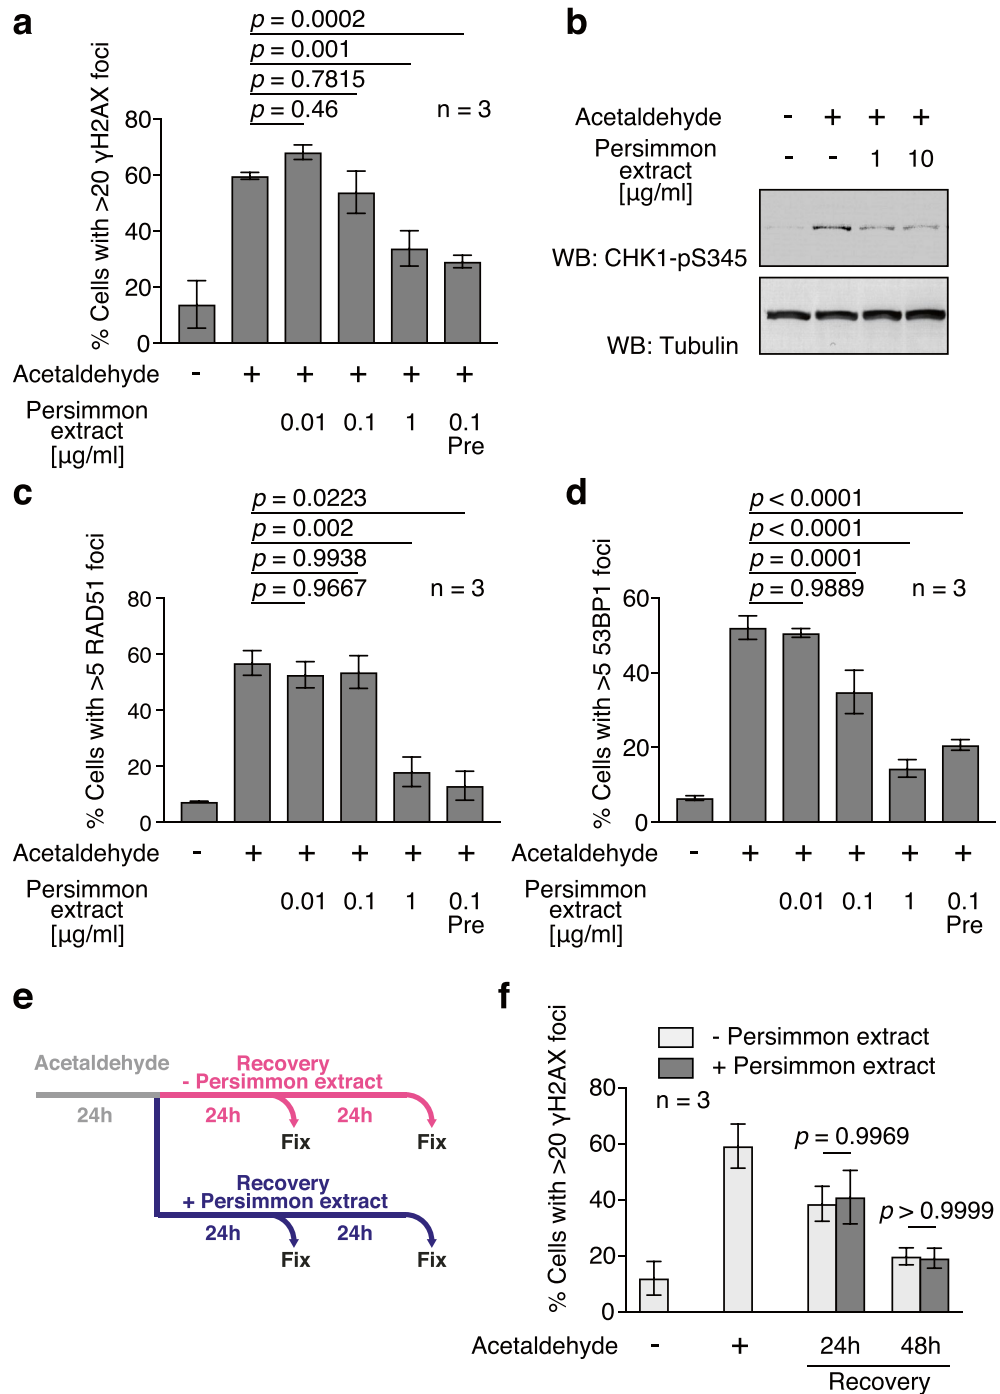 a
p = 0.0002
p = 0.001
p = 0.7815
p = 0.46
n = 3
% Cells with >20 γH2AX foci
80
60
40
20
0
Acetaldehyde - + + + + +
Persimmon
extract
[µg/ml]
0.01 0.1 1 0.1
Pre
b
Acetaldehyde - + + +
Persimmon
extract
[µg/ml]
- - 1 10
WB: CHK1-pS345
WB: Tubulin
c
p = 0.0223
p = 0.002
p = 0.9938
p = 0.9667
n = 3
% Cells with >5 RAD51 foci
80
60
40
20
0
Acetaldehyde - + + + + +
Persimmon
extract
[µg/ml]
0.01 0.1 1 0.1
Pre
d
p < 0.0001
p < 0.0001
p = 0.0001
p = 0.9889
n = 3
% Cells with >5 53BP1 foci
60
40
20
0
Acetaldehyde - + + + + +
Persimmon
extract
[µg/ml]
0.01 0.1 1 0.1
Pre
e
Acetaldehyde
24h
Recovery
- Persimmon extract
24h 24h
Fix Fix
Recovery
+ Persimmon extract
24h 24h
Fix Fix
f
- Persimmon extract
+ Persimmon extract
n = 3
p = 0.9969
p > 0.9999
% Cells with >20 γH2AX foci
80
60
40
20
0
Acetaldehyde - + 24h 48h
Recovery